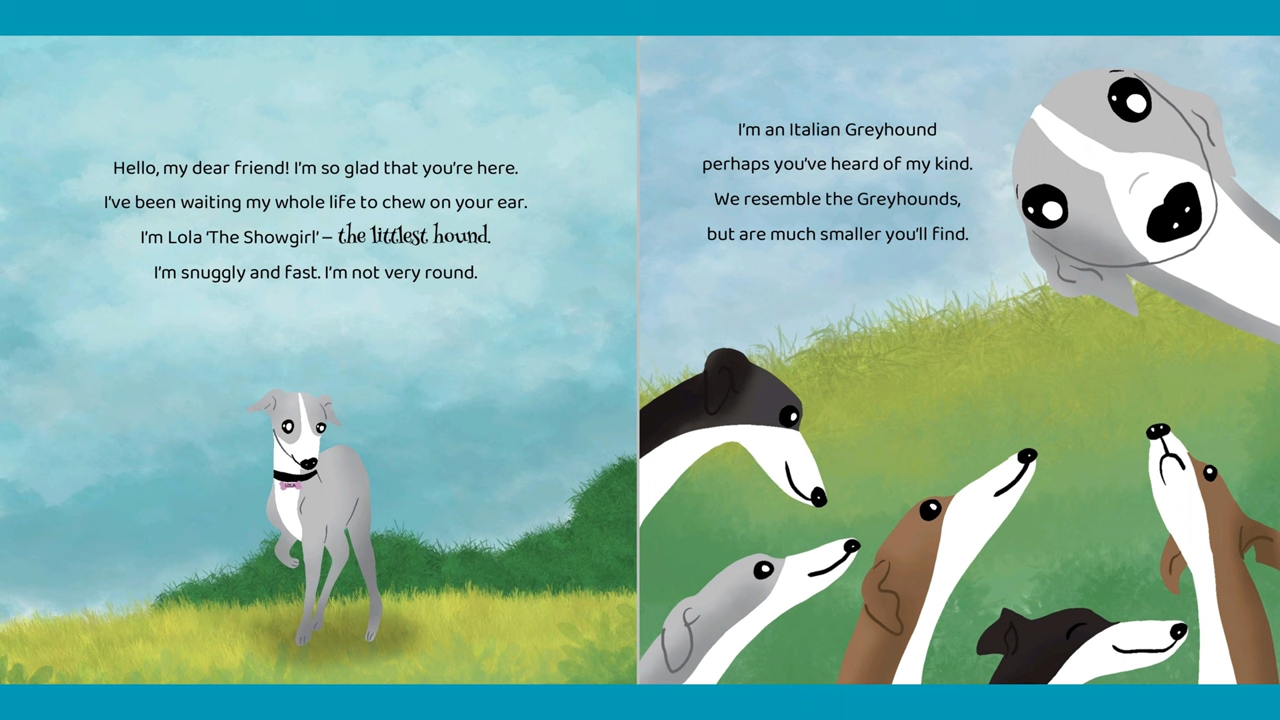 Hello, my dear friend! I'm so glad that you're here.
I've been waiting my whole life to chew on your ear.
I'm Lola 'The Showgirl' – the littlest hound.
I'm snuggly and fast. I'm not very round.
LOLA
I'm an Italian Greyhound
perhaps you've heard of my kind.
We resemble the Greyhounds,
but are much smaller you'll find.